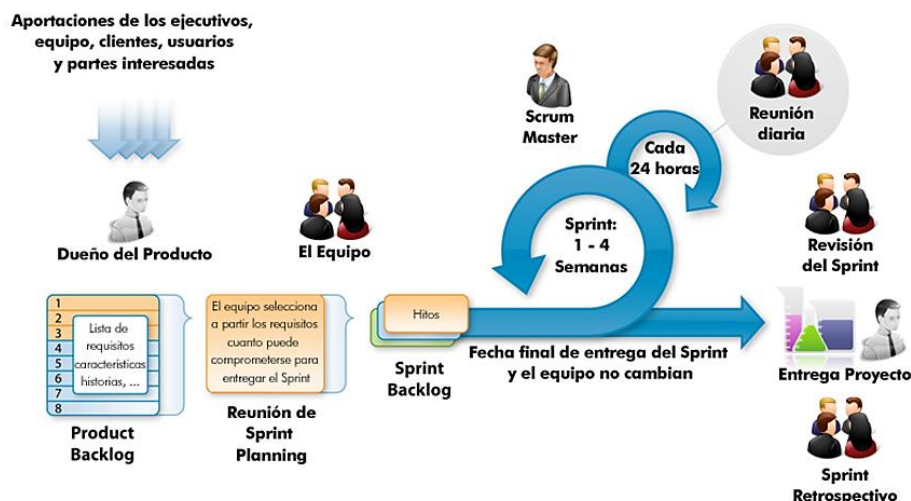 Aportaciones de los ejecutivos,
equipo, clientes, usuarios
y partes interesadas
Dueño del Producto
El Equipo
Scrum
Master
Cada
24 horas
Reunión
diaria
Sprint:
1 - 4
Semanas
Revisión
del Sprint
1
2
3
4
5
6
7
8
Lista de
requisitos
características
historias, ...
Product
Backlog
El equipo selecciona
a partir los requisitos
cuanto puede
comprometerse para
entregar el Sprint
Reunión de
Sprint
Planning
Hitos
Sprint
Backlog
Fecha final de entrega del Sprint
y el equipo no cambian
Entrega Proyecto
Sprint
Retrospectivo